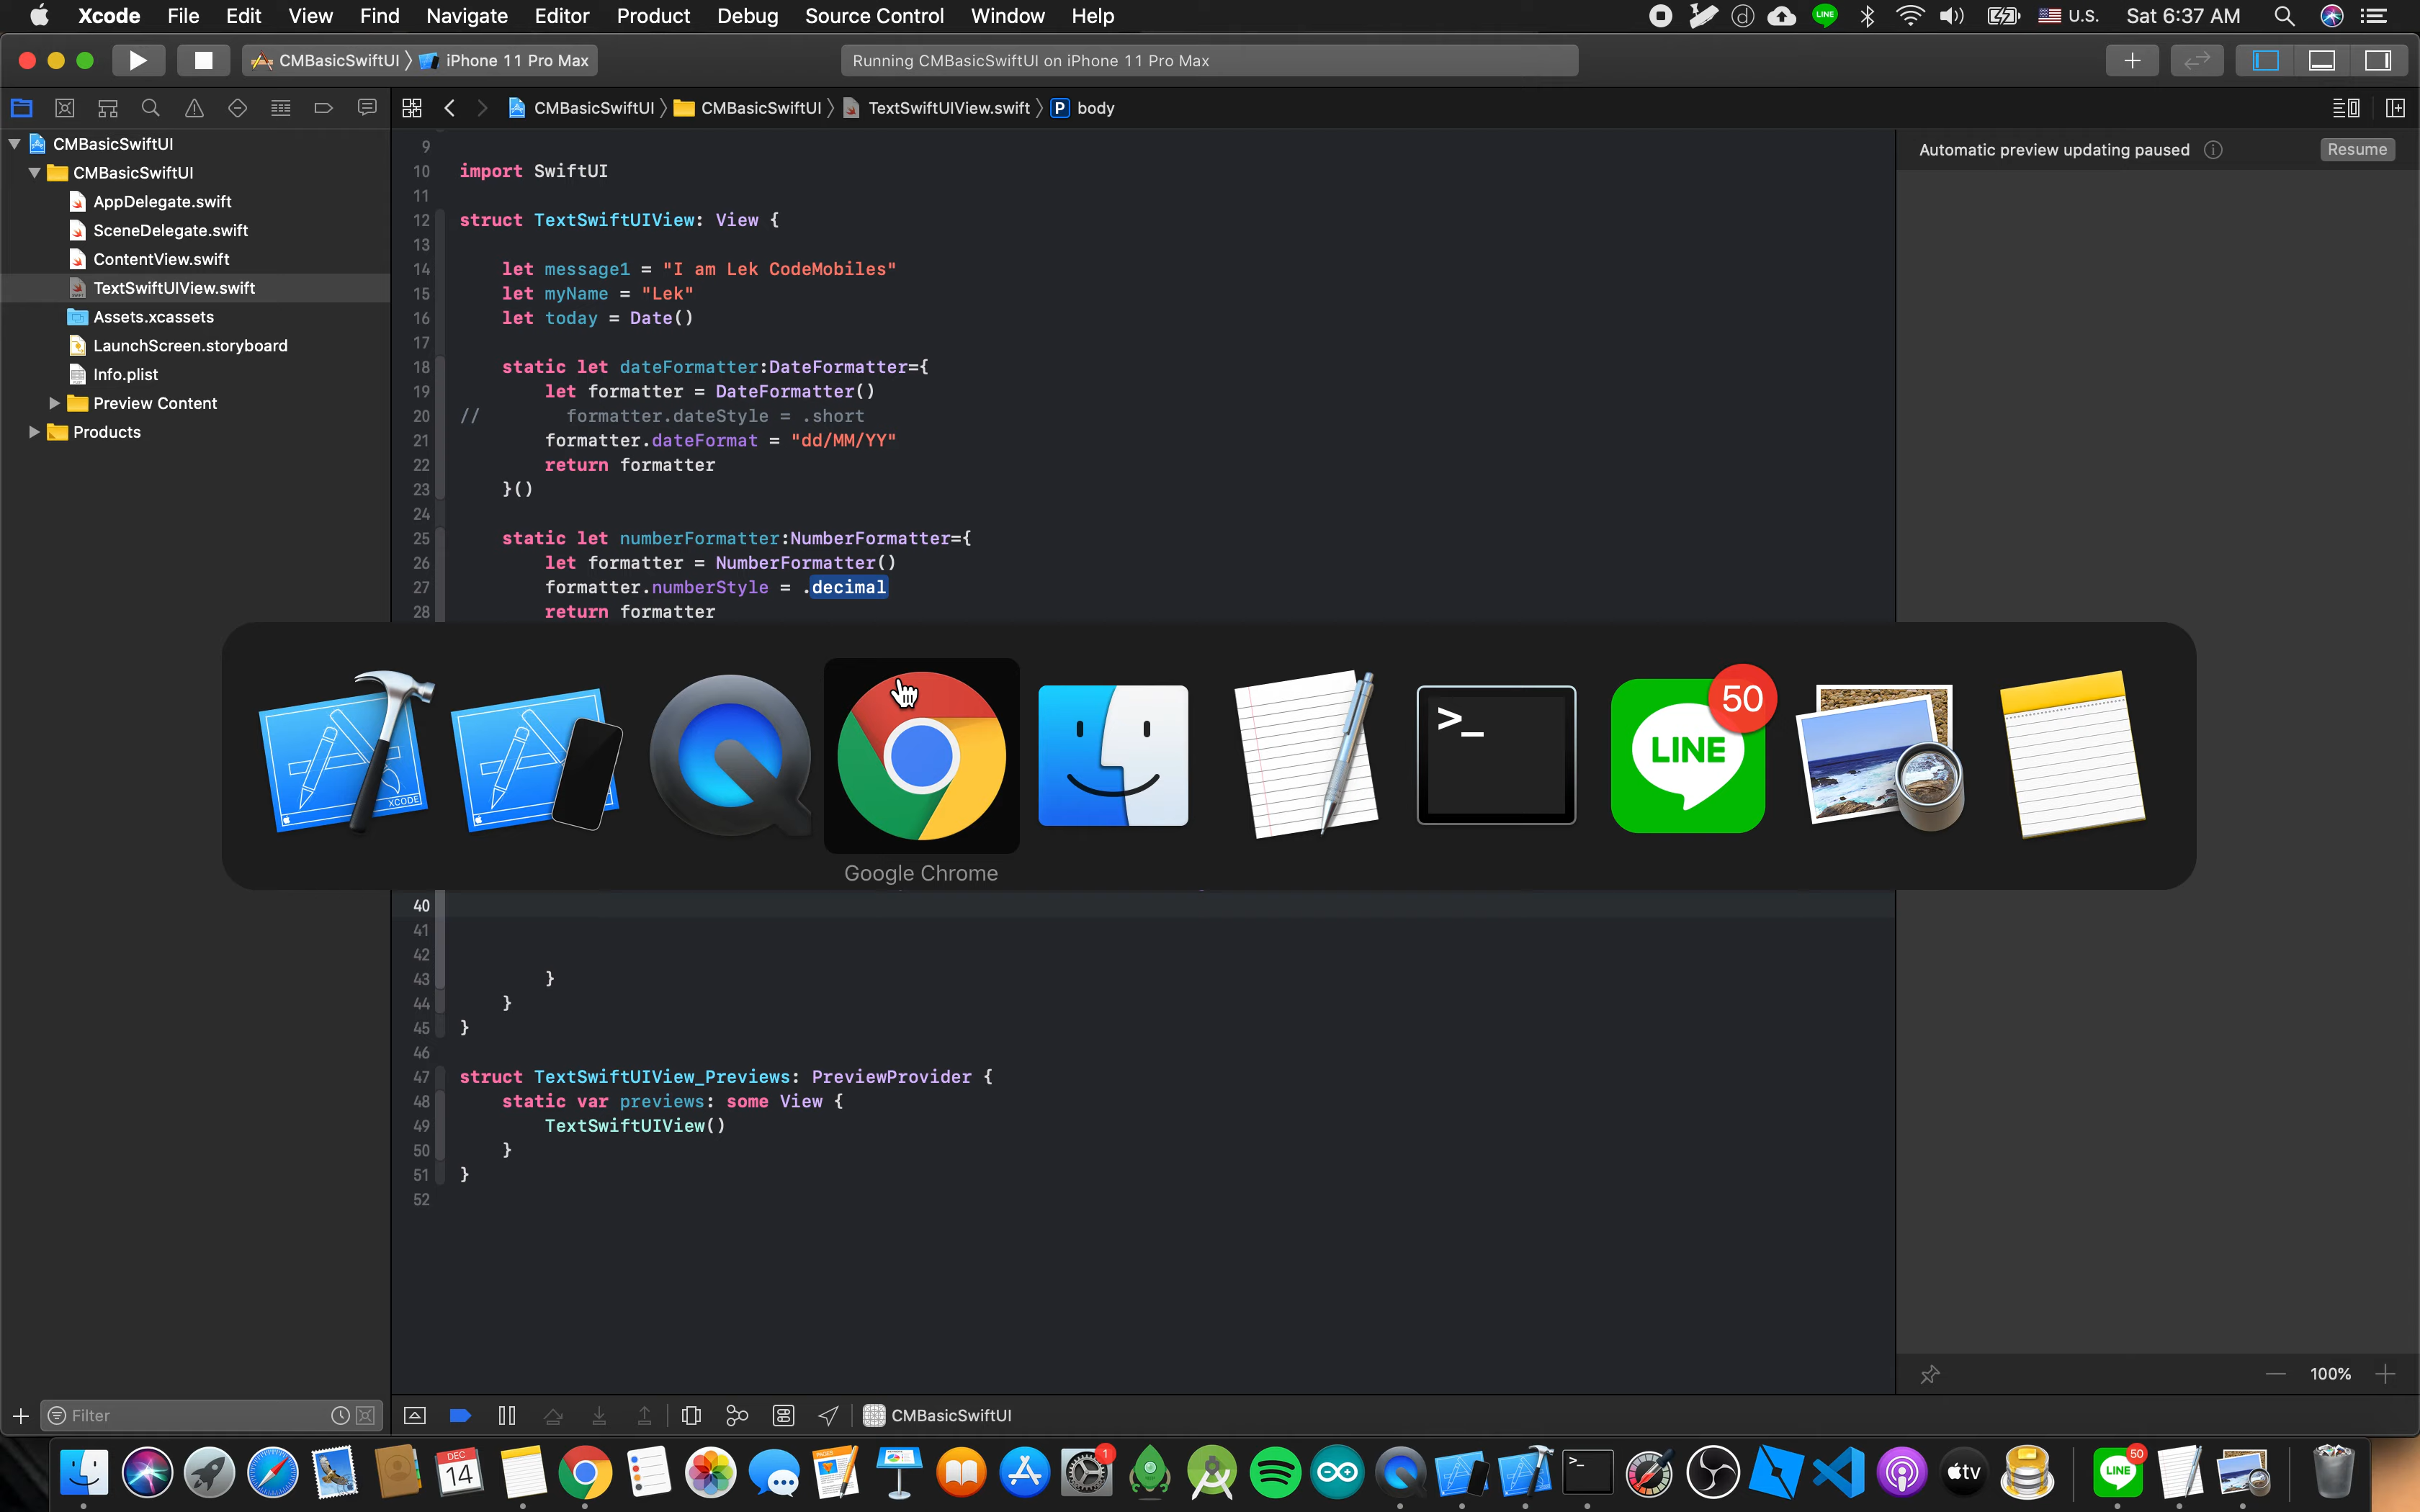 Xcode File Edit View Find Navigate Editor Product Debug Source Control Window Help LINE U.S. Sat 6:37 AM
CMBasicSwiftUI iPhone 11 Pro Max Running CMBasicSwiftUI on iPhone 11 Pro Max
CMBasicSwiftUI CMBasicSwiftUI TextSwiftUIView.swift P body
CMBasicSwiftUI
CMBasicSwiftUI
AppDelegate.swift
SceneDelegate.swift
ContentView.swift
TextSwiftUIView.swift
Assets.xcassets
LaunchScreen.storyboard
Info.plist
Preview Content
Products
Automatic preview updating paused Resume
9
10 import SwiftUI
11
12 struct TextSwiftUIView: View {
13
14 let message1 = "I am Lek CodeMobiles"
15 let myName = "Lek"
16 let today = Date()
17
18 static let dateFormatter:DateFormatter={
19 let formatter = DateFormatter()
20 // formatter.dateStyle = .short
21 formatter.dateFormat = "dd/MM/YY"
22 return formatter
23 }()
24
25 static let numberFormatter:NumberFormatter={
26 let formatter = NumberFormatter()
27 formatter.numberStyle = .decimal
28 return formatter
XCODE
>_
LINE
50
Google Chrome
40
41
42
43 }
44 }
45 }
46
47 struct TextSwiftUIView_Previews: PreviewProvider {
48 static var previews: some View {
49 TextSwiftUIView()
50 }
51 }
52
100%
Filter
CMBasicSwiftUI
DEC
14
1
>_
tv
LINE
50